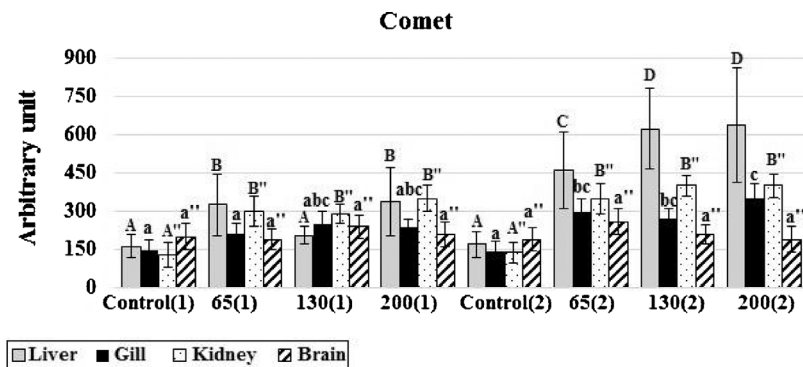 Comet
Arbitrary unit
900
750
600
450
300
150
0
A a A" a"
B a B" a"
A abc B" a"
B abc B" a"
A a A" a"
C bc B" a"
D bc B" a"
D c B" a"
Control(1) 65(1) 130(1) 200(1) Control(2) 65(2) 130(2) 200(2)
Liver Gill Kidney Brain